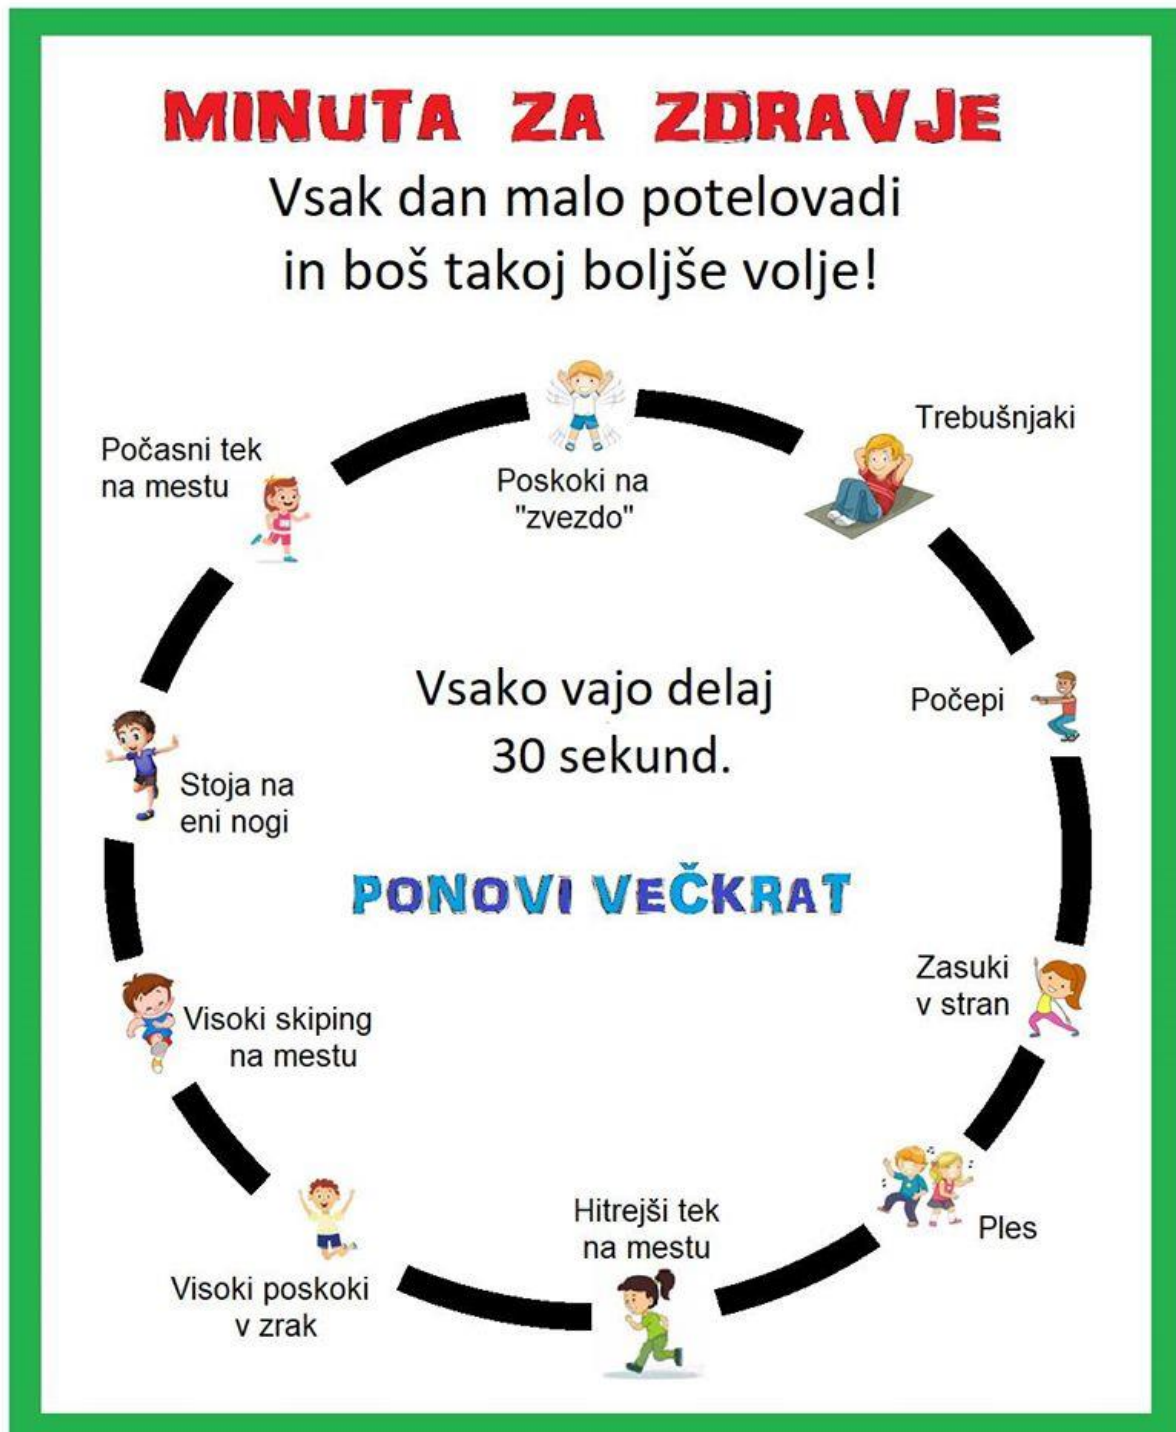 MINUTA ZA ZDRAVJE
Vsak dan malo potelovadi
in boš takoj boljše volje!
Poskoki na
"zvezdo"
Trebušnjaki
Počepi
Zasuki
v stran
Ples
Hitrejši tek
na mestu
Visoki poskoki
v zrak
Visoki skiping
na mestu
Stoja na
eni nogi
Počasni tek
na mestu
Vsako vajo delaj
30 sekund.
PONOVI VEČKRAT